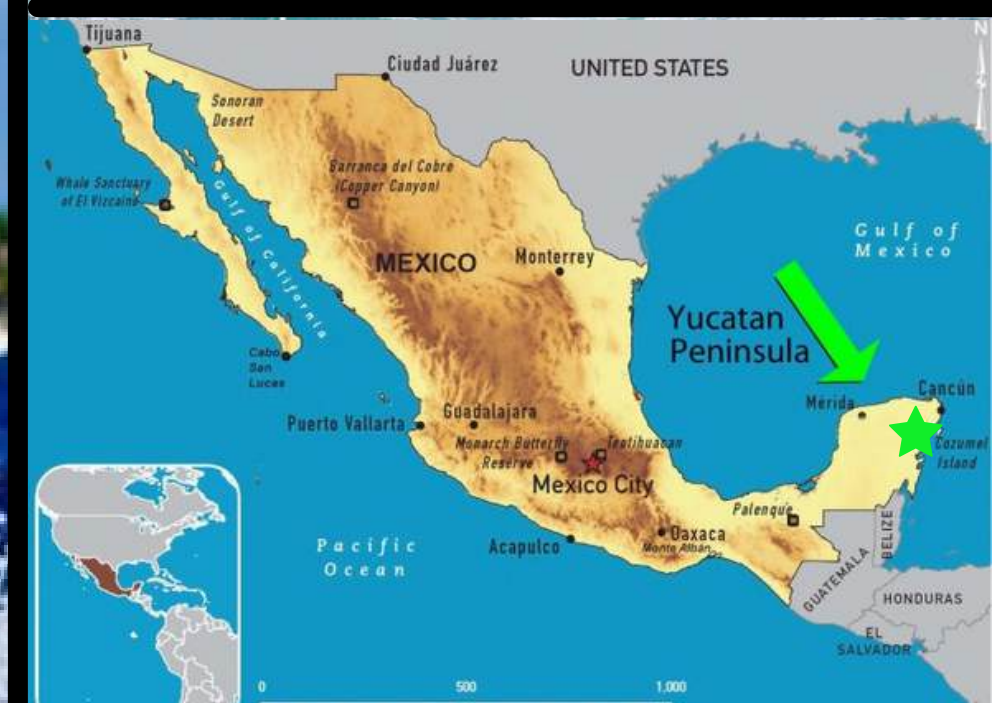 Tijuana
Ciudad Juárez
UNITED STATES
N
Sonoran
Desert
Barranca del Cobre
(Copper Canyon)
Whale Sanctuary
of El Vizcaino
Gulf of California
MEXICO
Monterrey
Gulf of
Mexico
Yucatan
Peninsula
Cabo
San
Lucas
Puerto Vallarta
Guadalajara
Monarch Butterfly
Reserve
Teotihuacan
Mexico City
Mérida
Cancún
Cozumel
Island
Palenque
Oaxaca
Monte Albán
Acapulco
Pacific
Ocean
BELIZE
GUATEMALA
HONDURAS
EL
SALVADOR
0 500 1,000